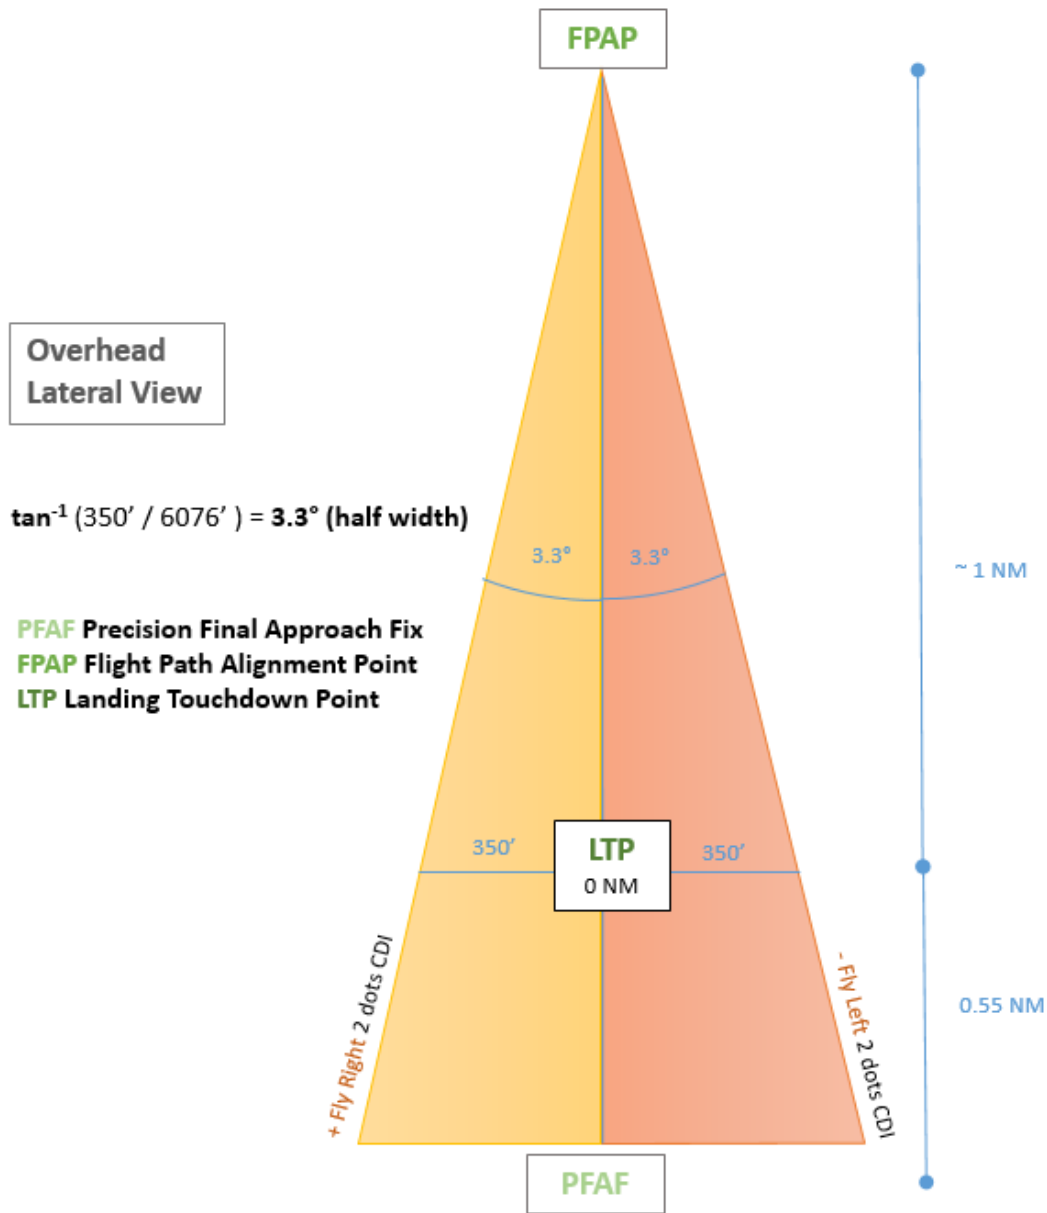 FPAP
Overhead
Lateral View
tan-1 (350′ / 6076′ ) = 3.3° (half width)
3.3°
3.3°
~ 1 NM
PFAF Precision Final Approach Fix
FPAP Flight Path Alignment Point
LTP Landing Touchdown Point
350′
LTP
0 NM
350′
+ Fly Right 2 dots CDI
- Fly Left 2 dots CDI
0.55 NM
PFAF